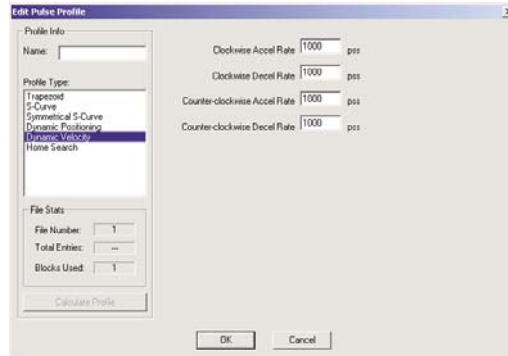 Edit Pulse Profile
Profile Info
Name:
Profile Type:
Trapezoid
S-Curve
Symmetrical S-Curve
Dynamic Positioning
Dynamic Velocity
Home Search
File Stats
File Number: 1
Total Entries: ---
Blocks Used: 1
Calculate Profile
Clockwise Accel Rate 1000 pss
Clockwise Decel Rate 1000 pss
Counter-clockwise Accel Rate 1000 pss
Counter-clockwise Decel Rate 1000 pss
OK Cancel